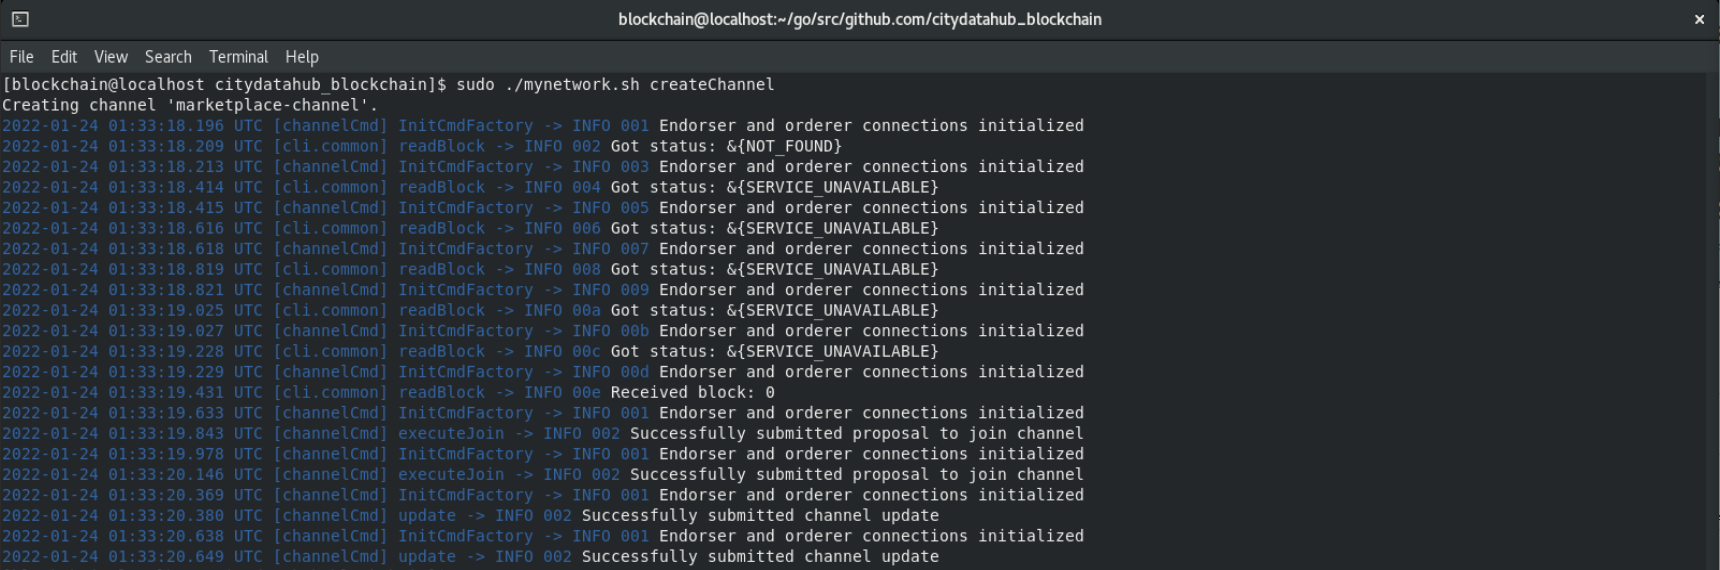 blockchain@localhost:~/go/src/github.com/citydatahub_blockchain
File Edit View Search Terminal Help
[blockchain@localhost citydatahub_blockchain]$ sudo ./mynetwork.sh createChannel
Creating channel 'marketplace-channel'.
2022-01-24 01:33:18.196 UTC [channelCmd] InitCmdFactory -> INFO 001 Endorser and orderer connections initialized
2022-01-24 01:33:18.209 UTC [cli.common] readBlock -> INFO 002 Got status: &{NOT_FOUND}
2022-01-24 01:33:18.213 UTC [channelCmd] InitCmdFactory -> INFO 003 Endorser and orderer connections initialized
2022-01-24 01:33:18.414 UTC [cli.common] readBlock -> INFO 004 Got status: &{SERVICE_UNAVAILABLE}
2022-01-24 01:33:18.415 UTC [channelCmd] InitCmdFactory -> INFO 005 Endorser and orderer connections initialized
2022-01-24 01:33:18.616 UTC [cli.common] readBlock -> INFO 006 Got status: &{SERVICE_UNAVAILABLE}
2022-01-24 01:33:18.618 UTC [channelCmd] InitCmdFactory -> INFO 007 Endorser and orderer connections initialized
2022-01-24 01:33:18.819 UTC [cli.common] readBlock -> INFO 008 Got status: &{SERVICE_UNAVAILABLE}
2022-01-24 01:33:18.821 UTC [channelCmd] InitCmdFactory -> INFO 009 Endorser and orderer connections initialized
2022-01-24 01:33:19.025 UTC [cli.common] readBlock -> INFO 00a Got status: &{SERVICE_UNAVAILABLE}
2022-01-24 01:33:19.027 UTC [channelCmd] InitCmdFactory -> INFO 00b Endorser and orderer connections initialized
2022-01-24 01:33:19.228 UTC [cli.common] readBlock -> INFO 00c Got status: &{SERVICE_UNAVAILABLE}
2022-01-24 01:33:19.229 UTC [channelCmd] InitCmdFactory -> INFO 00d Endorser and orderer connections initialized
2022-01-24 01:33:19.431 UTC [cli.common] readBlock -> INFO 00e Received block: 0
2022-01-24 01:33:19.633 UTC [channelCmd] InitCmdFactory -> INFO 001 Endorser and orderer connections initialized
2022-01-24 01:33:19.843 UTC [channelCmd] executeJoin -> INFO 002 Successfully submitted proposal to join channel
2022-01-24 01:33:19.978 UTC [channelCmd] InitCmdFactory -> INFO 001 Endorser and orderer connections initialized
2022-01-24 01:33:20.146 UTC [channelCmd] executeJoin -> INFO 002 Successfully submitted proposal to join channel
2022-01-24 01:33:20.369 UTC [channelCmd] InitCmdFactory -> INFO 001 Endorser and orderer connections initialized
2022-01-24 01:33:20.380 UTC [channelCmd] update -> INFO 002 Successfully submitted channel update
2022-01-24 01:33:20.638 UTC [channelCmd] InitCmdFactory -> INFO 001 Endorser and orderer connections initialized
2022-01-24 01:33:20.649 UTC [channelCmd] update -> INFO 002 Successfully submitted channel update